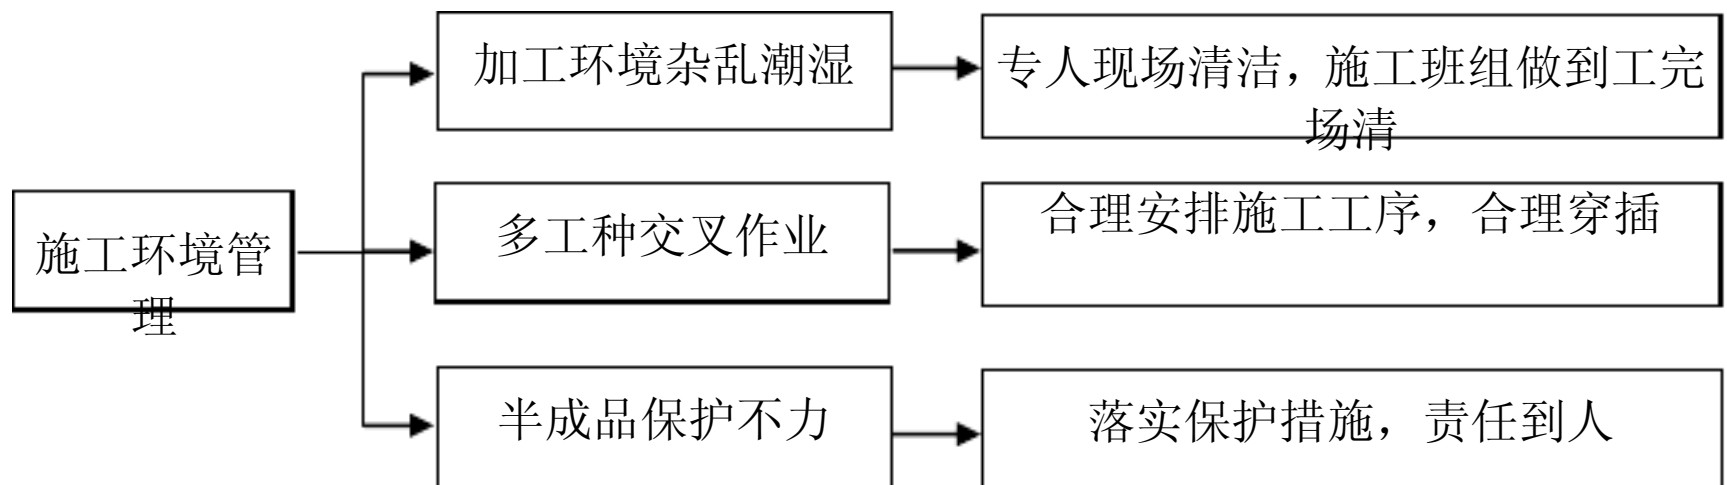 加工环境杂乱潮湿
专人现场清洁，施工班组做到工完
场清
施工环境管
理
多工种交叉作业
合理安排施工工序，合理穿插
半成品保护不力
落实保护措施，责任到人